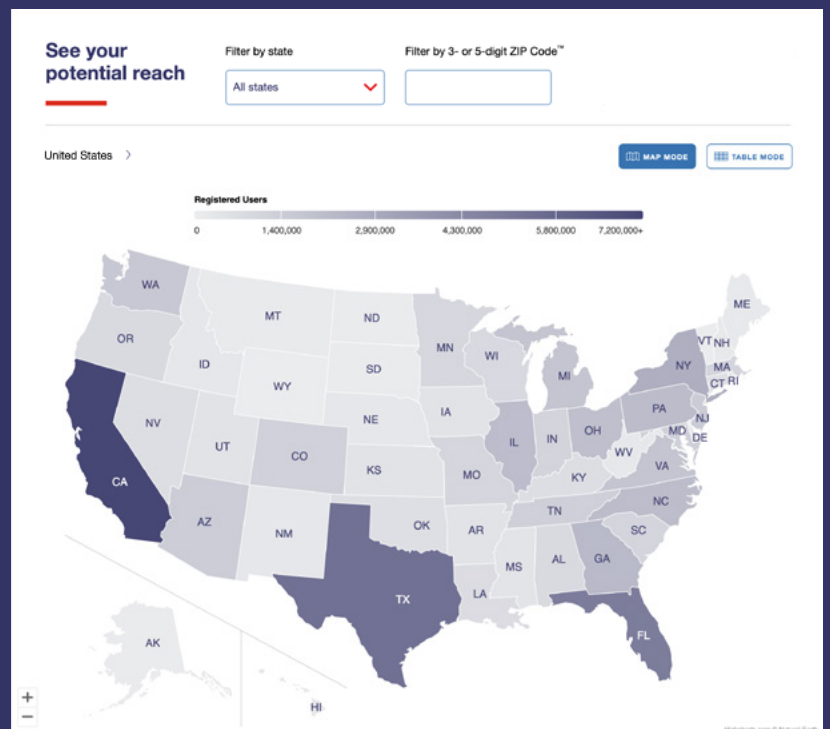 See your
potential reach
Filter by state
All states
Filter by 3- or 5-digit ZIP Code™
United States
MAP MODE
TABLE MODE
Registered Users
0 1,400,000 2,900,000 4,300,000 5,800,000 7,200,000+
WA
MT
ND
ME
OR
MN
VT NH
ID
SD
WI
NY
MA
WY
MI
CT RI
NV
NE
IA
PA
NJ
UT
CO
IL
IN
OH
MD
DE
CA
KS
MO
WV
VA
KY
AZ
NM
OK
AR
TN
NC
SC
MS
AL
GA
TX
LA
FL
AK
HI
+
−